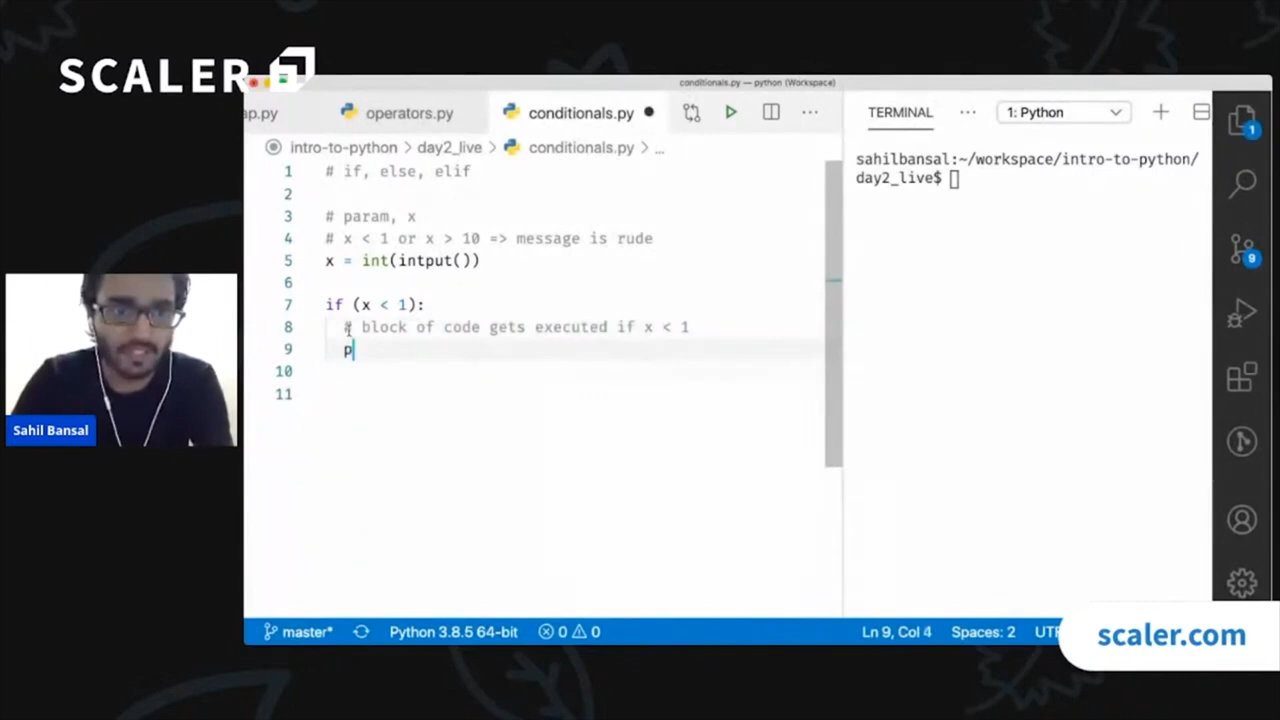 SCALER
conditionals.py — python (Workspace)
ap.py
operators.py
conditionals.py
TERMINAL
1: Python
intro-to-python > day2_live > conditionals.py > ...
1 # if, else, elif
2
3 # param, x
4 # x < 1 or x > 10 => message is rude
5 x = int(intput())
6
7 if (x < 1):
8 # block of code gets executed if x < 1
9 p
10
11
sahilbansal:~/workspace/intro-to-python/
day2_live$
1
9
Sahil Bansal
master*
Python 3.8.5 64-bit
0
0
Ln 9, Col 4
Spaces: 2
UTF
scaler.com